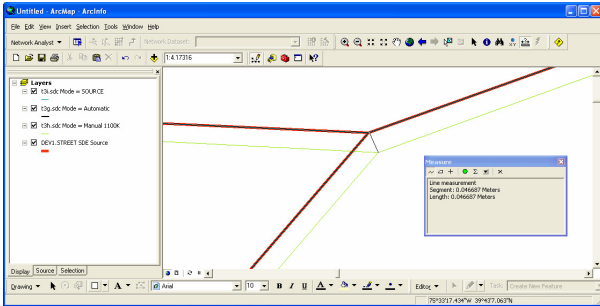 Untitled - ArcMap - ArcInfo
File Edit View Insert Selection Tools Window Help
Network Analyst Network Dataset:
1:4.17316
Layers
t3i.sdc Mode = SOURCE
t3g.sdc Mode = Automatic
t3h.sdc Mode = Manual 1100K
DEV1.STREET SDE Source
Measure
Line measurement
Segment: 0.046687 Meters
Length: 0.046687 Meters
Display Source Selection
Drawing A Arial 10 B I U A
Editor Task: Create New Feature
75°33'17.434"W 39°43'7.063"N